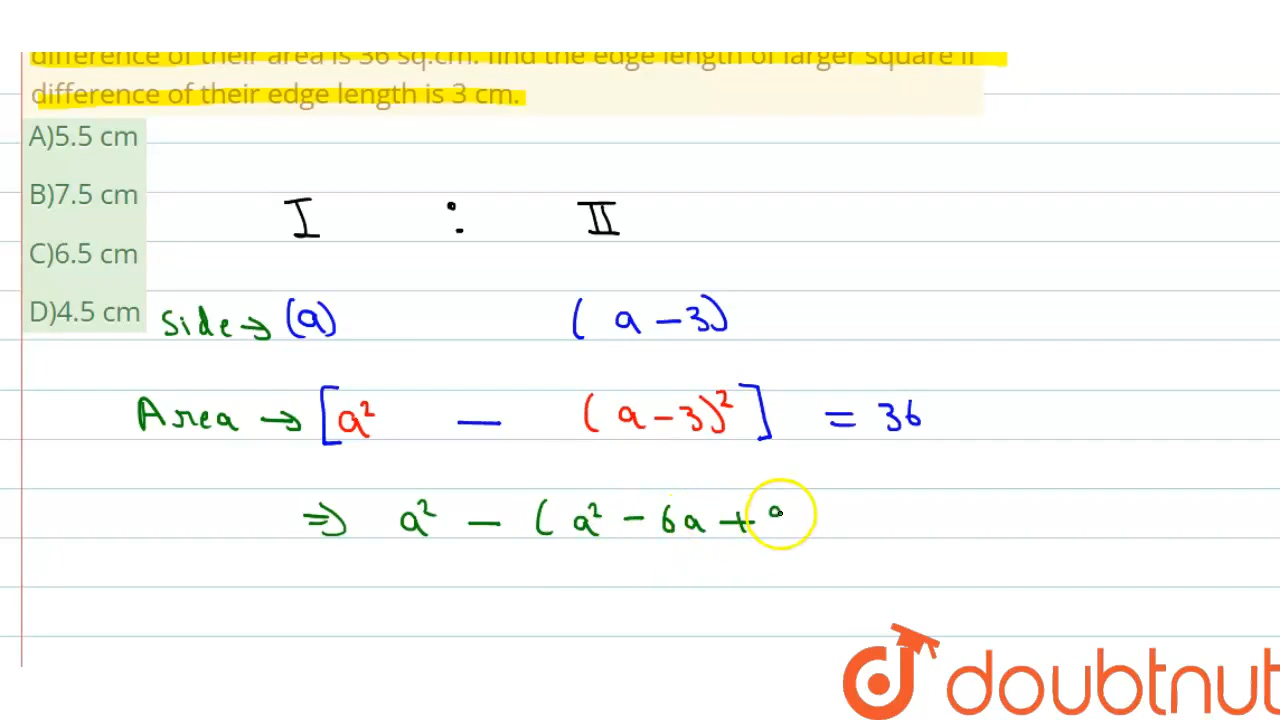 difference of their area is 36 sq.cm. find the edge length of larger square if
difference of their edge length is 3 cm.
A)5.5 cm
B)7.5 cm
C)6.5 cm
D)4.5 cm
I : II
Side → (a) (a - 3)
Area → [a² - (a - 3)²] = 36
⇒ a² - (a² - 6a +
doubtnut